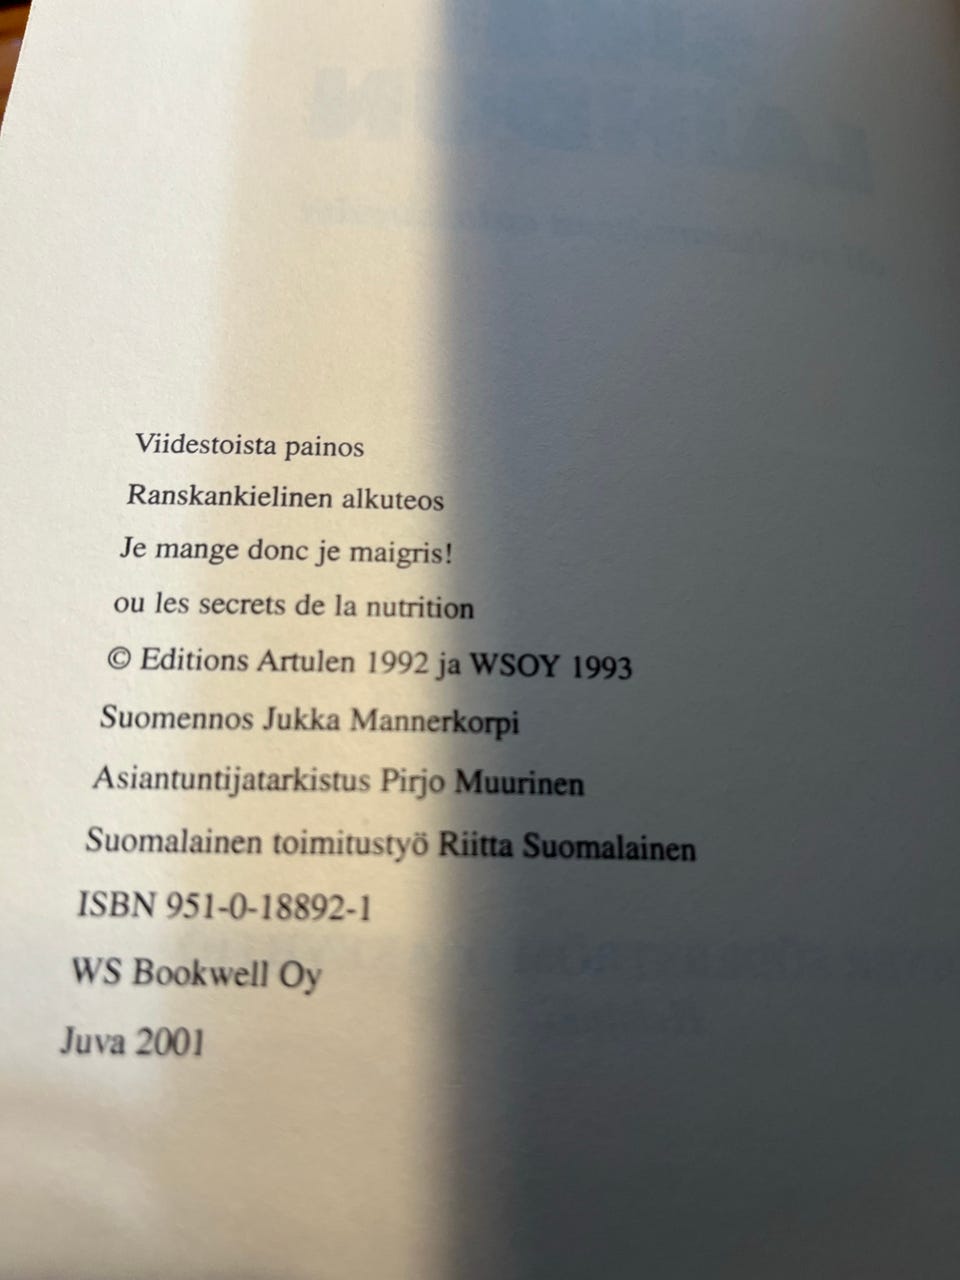 Viidestoista painos
Ranskankielinen alkuteos
Je mange donc je maigris!
ou les secrets de la nutrition
© Editions Artulen 1992 ja WSOY 1993
Suomennos Jukka Mannerkorpi
Asiantuntijatarkistus Pirjo Muurinen
Suomalainen toimitustyö Riitta Suomalainen
ISBN 951-0-18892-1
WS Bookwell Oy
Juva 2001